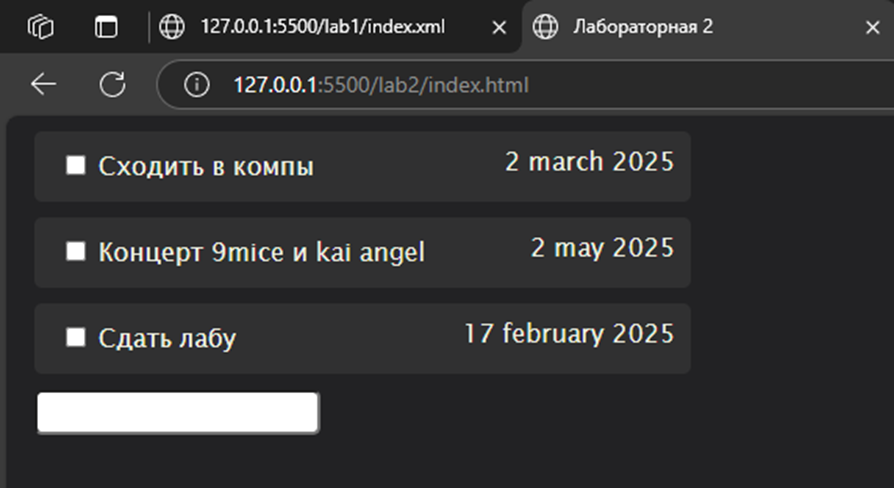 127.0.0.1:5500/lab1/index.xml Лабораторная 2
127.0.0.1:5500/lab2/index.html
Сходить в компы 2 march 2025
Концерт 9mice и kai angel 2 may 2025
Сдать лабу 17 february 2025